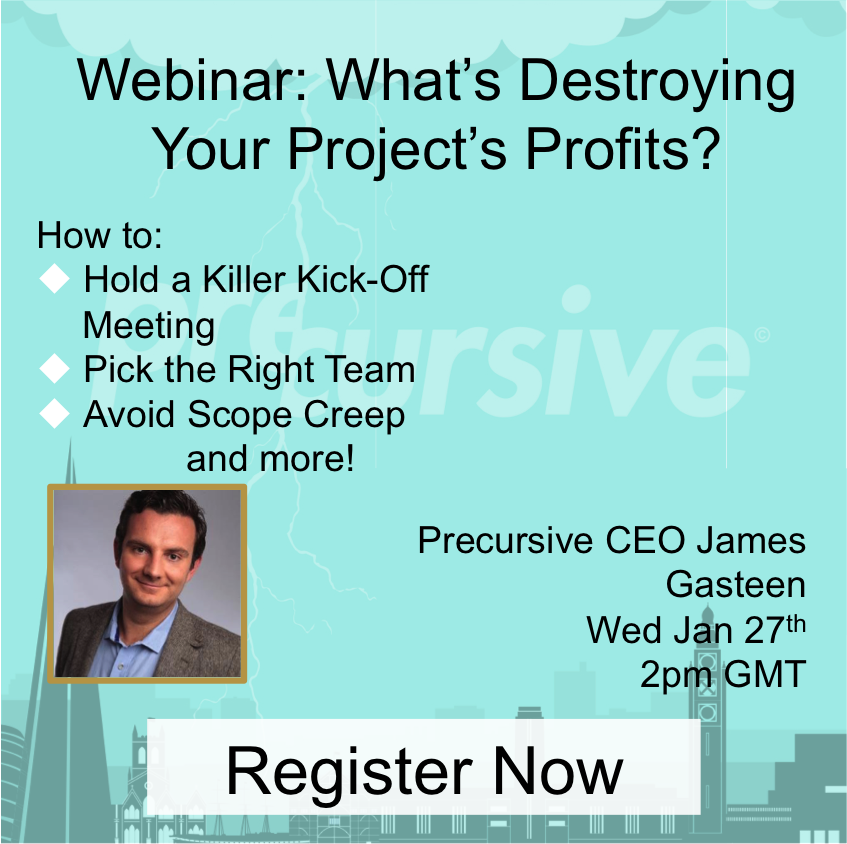 Webinar: What’s Destroying
Your Project’s Profits?
How to:
Hold a Killer Kick-Off
Meeting
Pick the Right Team
Avoid Scope Creep
and more!
precursive©
Precursive CEO James
Gasteen
Wed Jan 27th
2pm GMT
Register Now